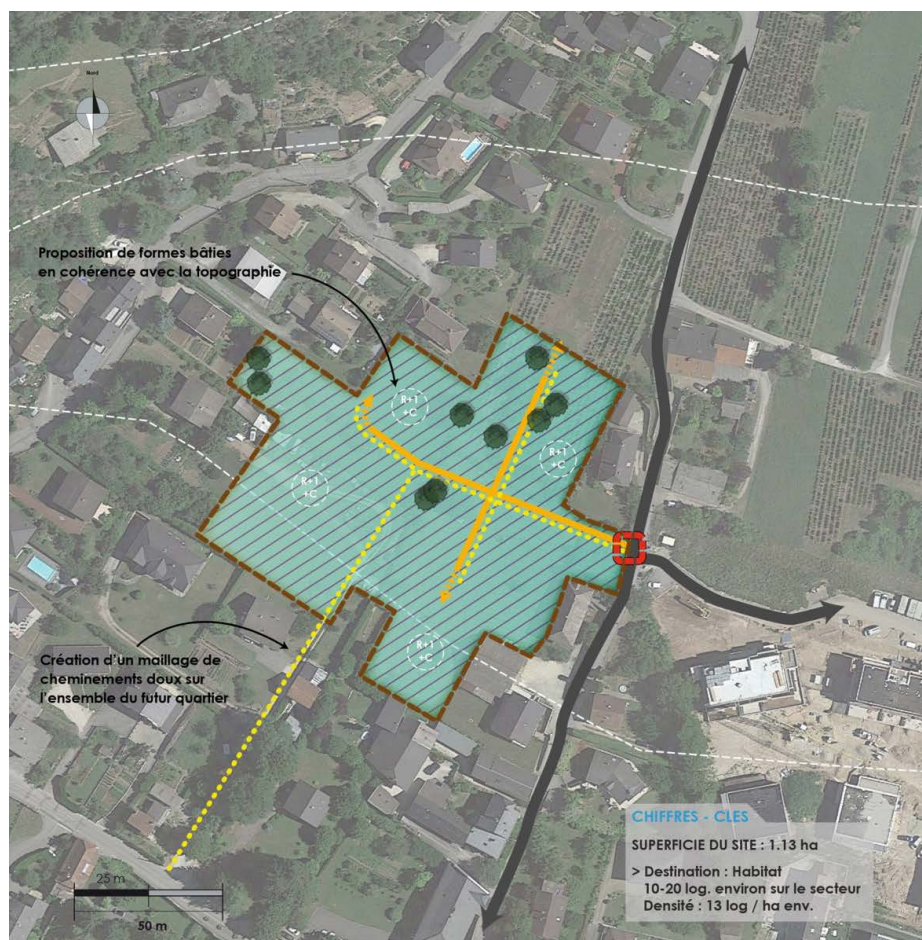 Nord
Proposition de formes bâties
en cohérence avec la topographie
R+1
+C
R+1
+C
R+1
+C
R+1
+C
Création d'un maillage de
cheminements doux sur
l'ensemble du futur quartier
25 m
50 m
CHIFFRES - CLES
SUPERFICIE DU SITE : 1.13 ha
> Destination : Habitat
10-20 log. environ sur le secteur
Densité : 13 log / ha env.